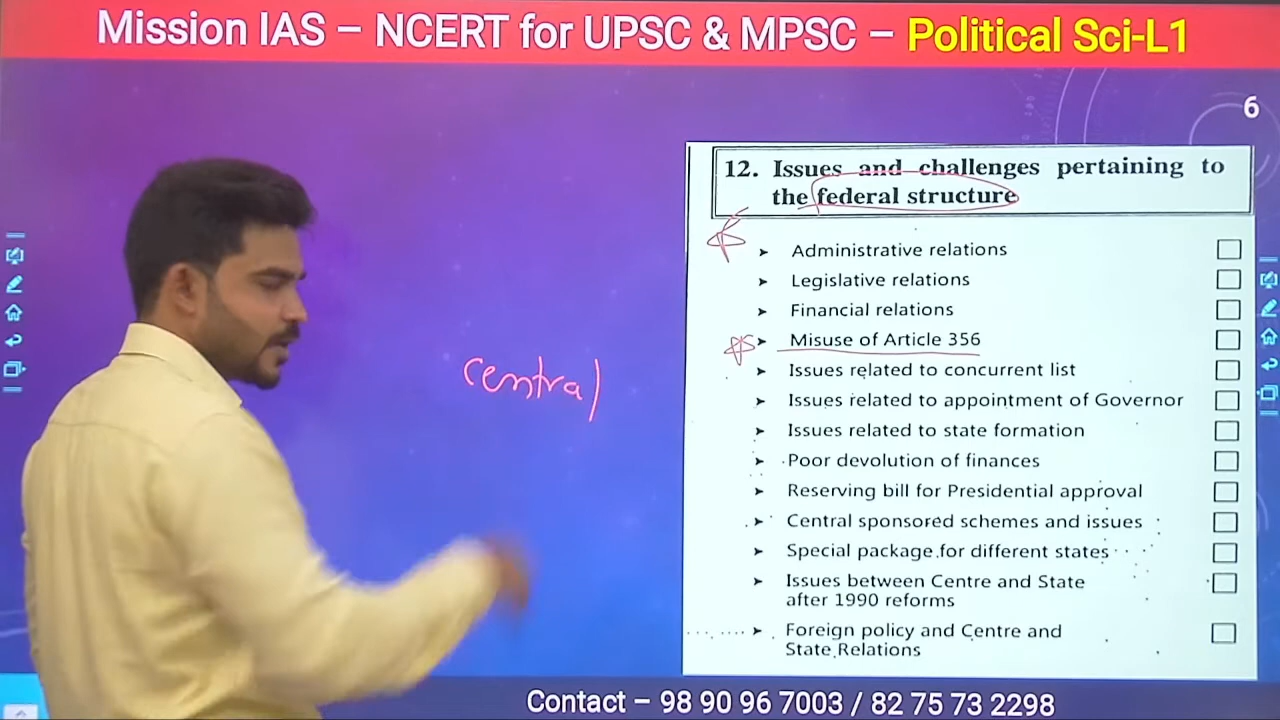 Mission IAS – NCERT for UPSC & MPSC – Political Sci-L1
6
12. Issues and challenges pertaining to
the federal structure
➤ Administrative relations
➤ Legislative relations
➤ Financial relations
➤ Misuse of Article 356
➤ Issues related to concurrent list
➤ Issues related to appointment of Governor
➤ Issues related to state formation
➤ Poor devolution of finances
➤ Reserving bill for Presidential approval
➤ Central sponsored schemes and issues
➤ Special package for different states
➤ Issues between Centre and State
after 1990 reforms
➤ Foreign policy and Centre and
State Relations
central
Contact – 98 90 96 7003 / 82 75 73 2298